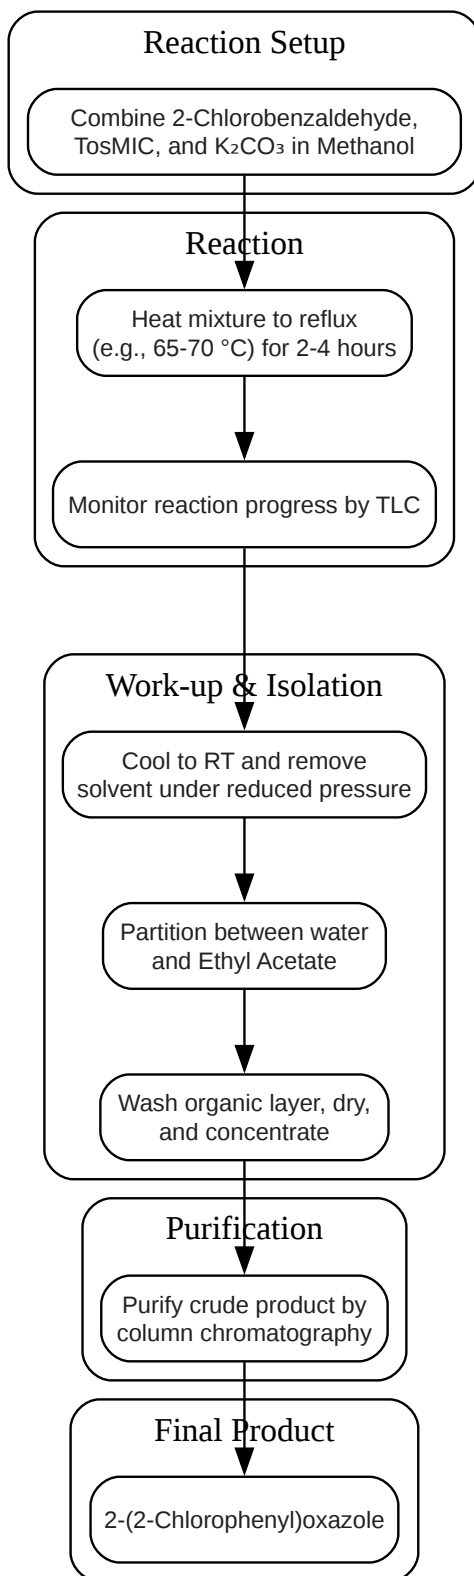 Reaction Setup
Combine 2-Chlorobenzaldehyde,
TosMIC, and K₂CO₃ in Methanol
Reaction
Heat mixture to reflux
(e.g., 65-70 °C) for 2-4 hours
Monitor reaction progress by TLC
Work-up & Isolation
Cool to RT and remove
solvent under reduced pressure
Partition between water
and Ethyl Acetate
Wash organic layer, dry,
and concentrate
Purification
Purify crude product by
column chromatography
Final Product
2-(2-Chlorophenyl)oxazole